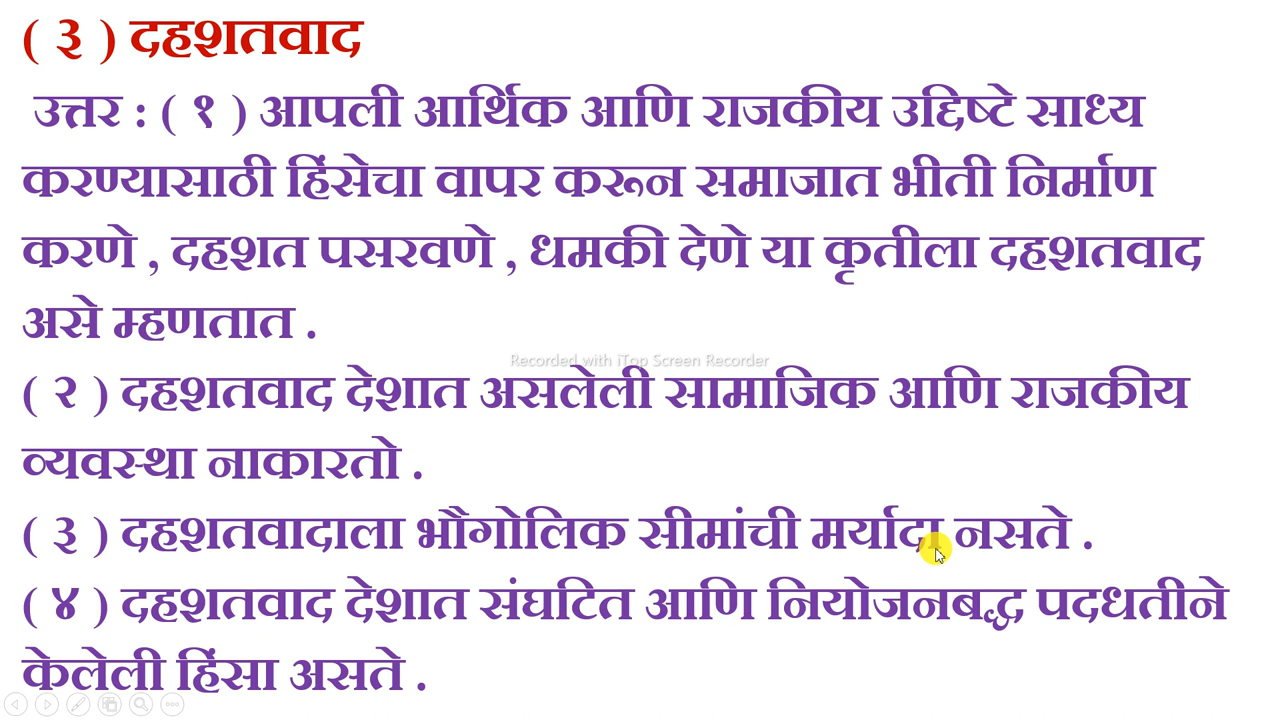 ( ३ ) दहशतवाद
उत्तर : ( १ ) आपली आर्थिक आणि राजकीय उद्दिष्टे साध्य
करण्यासाठी हिंसेचा वापर करून समाजात भीती निर्माण
करणे , दहशत पसरवणे , धमकी देणे या कृतीला दहशतवाद
असे म्हणतात .
Recorded with iTop Screen Recorder
( २ ) दहशतवाद देशात असलेली सामाजिक आणि राजकीय
व्यवस्था नाकारतो .
( ३ ) दहशतवादाला भौगोलिक सीमांची मर्यादा नसते .
( ४ ) दहशतवाद देशात संघटित आणि नियोजनबद्ध पदधतीने
केलेली हिंसा असते .